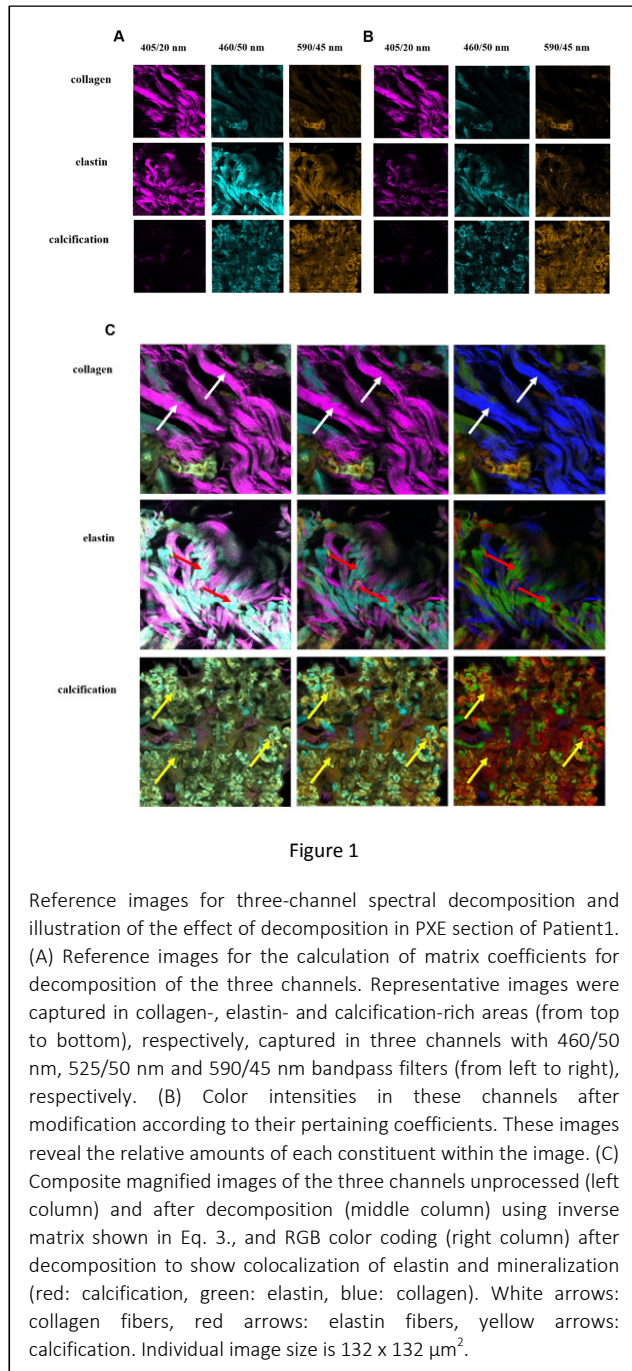 A B
405/20 nm 460/50 nm 590/45 nm 405/20 nm 460/50 nm 590/45 nm
collagen
elastin
calcification
C
collagen
elastin
calcification
Figure 1
Reference images for three-channel spectral decomposition and
illustration of the effect of decomposition in PXE section of Patient1.
(A) Reference images for the calculation of matrix coefficients for
decomposition of the three channels. Representative images were
captured in collagen-, elastin- and calcification-rich areas (from top
to bottom), respectively, captured in three channels with 460/50
nm, 525/50 nm and 590/45 nm bandpass filters (from left to right),
respectively. (B) Color intensities in these channels after
modification according to their pertaining coefficients. These images
reveal the relative amounts of each constituent within the image. (C)
Composite magnified images of the three channels unprocessed (left
column) and after decomposition (middle column) using inverse
matrix shown in Eq. 3., and RGB color coding (right column) after
decomposition to show colocalization of elastin and mineralization
(red: calcification, green: elastin, blue: collagen). White arrows:
collagen fibers, red arrows: elastin fibers, yellow arrows:
calcification. Individual image size is 132 x 132 µm².